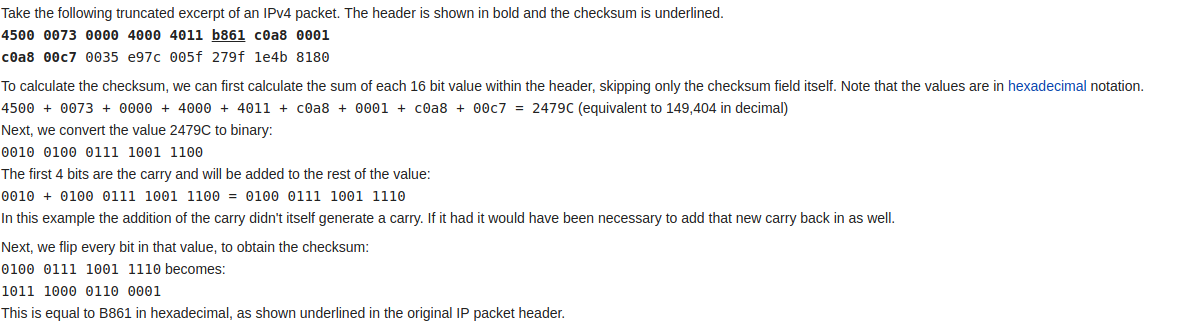 Take the following truncated excerpt of an IPv4 packet. The header is shown in bold and the checksum is underlined.
4500 0073 0000 4000 4011 b861 c0a8 0001
c0a8 00c7 0035 e97c 005f 279f 1e4b 8180
To calculate the checksum, we can first calculate the sum of each 16 bit value within the header, skipping only the checksum field itself. Note that the values are in hexadecimal notation.
4500 + 0073 + 0000 + 4000 + 4011 + c0a8 + 0001 + c0a8 + 00c7 = 2479C (equivalent to 149,404 in decimal)
Next, we convert the value 2479C to binary:
0010 0100 0111 1001 1100
The first 4 bits are the carry and will be added to the rest of the value:
0010 + 0100 0111 1001 1100 = 0100 0111 1001 1110
In this example the addition of the carry didn't itself generate a carry. If it had it would have been necessary to add that new carry back in as well.
Next, we flip every bit in that value, to obtain the checksum:
0100 0111 1001 1110 becomes:
1011 1000 0110 0001
This is equal to B861 in hexadecimal, as shown underlined in the original IP packet header.